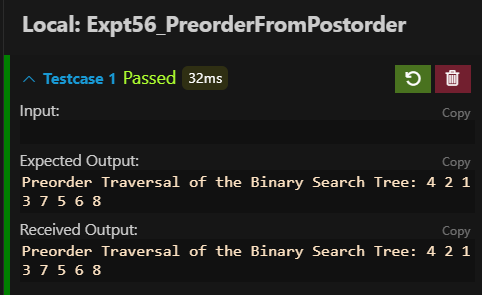 Local: Expt56_PreorderFromPostorder
Testcase 1 Passed 32ms
Input:
Copy
Expected Output:
Copy
Preorder Traversal of the Binary Search Tree: 4 2 1
3 7 5 6 8
Received Output:
Copy
Preorder Traversal of the Binary Search Tree: 4 2 1
3 7 5 6 8